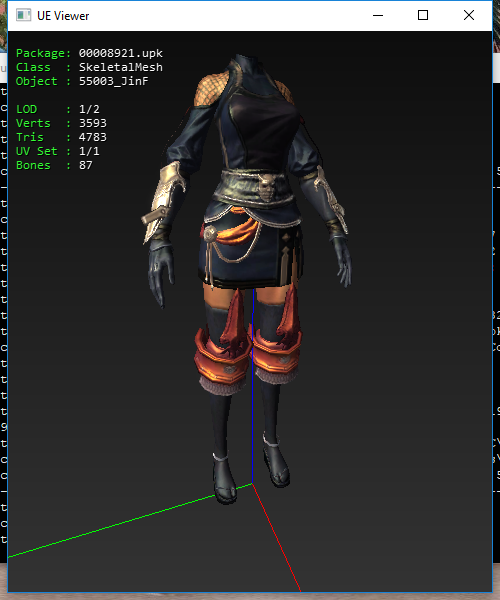 UE Viewer
Package: 00008921.upk
Class : SkeletalMesh
Object : 55003_JinF
LOD : 1/2
Verts : 3593
Tris : 4783
UV Set : 1/1
Bones : 87